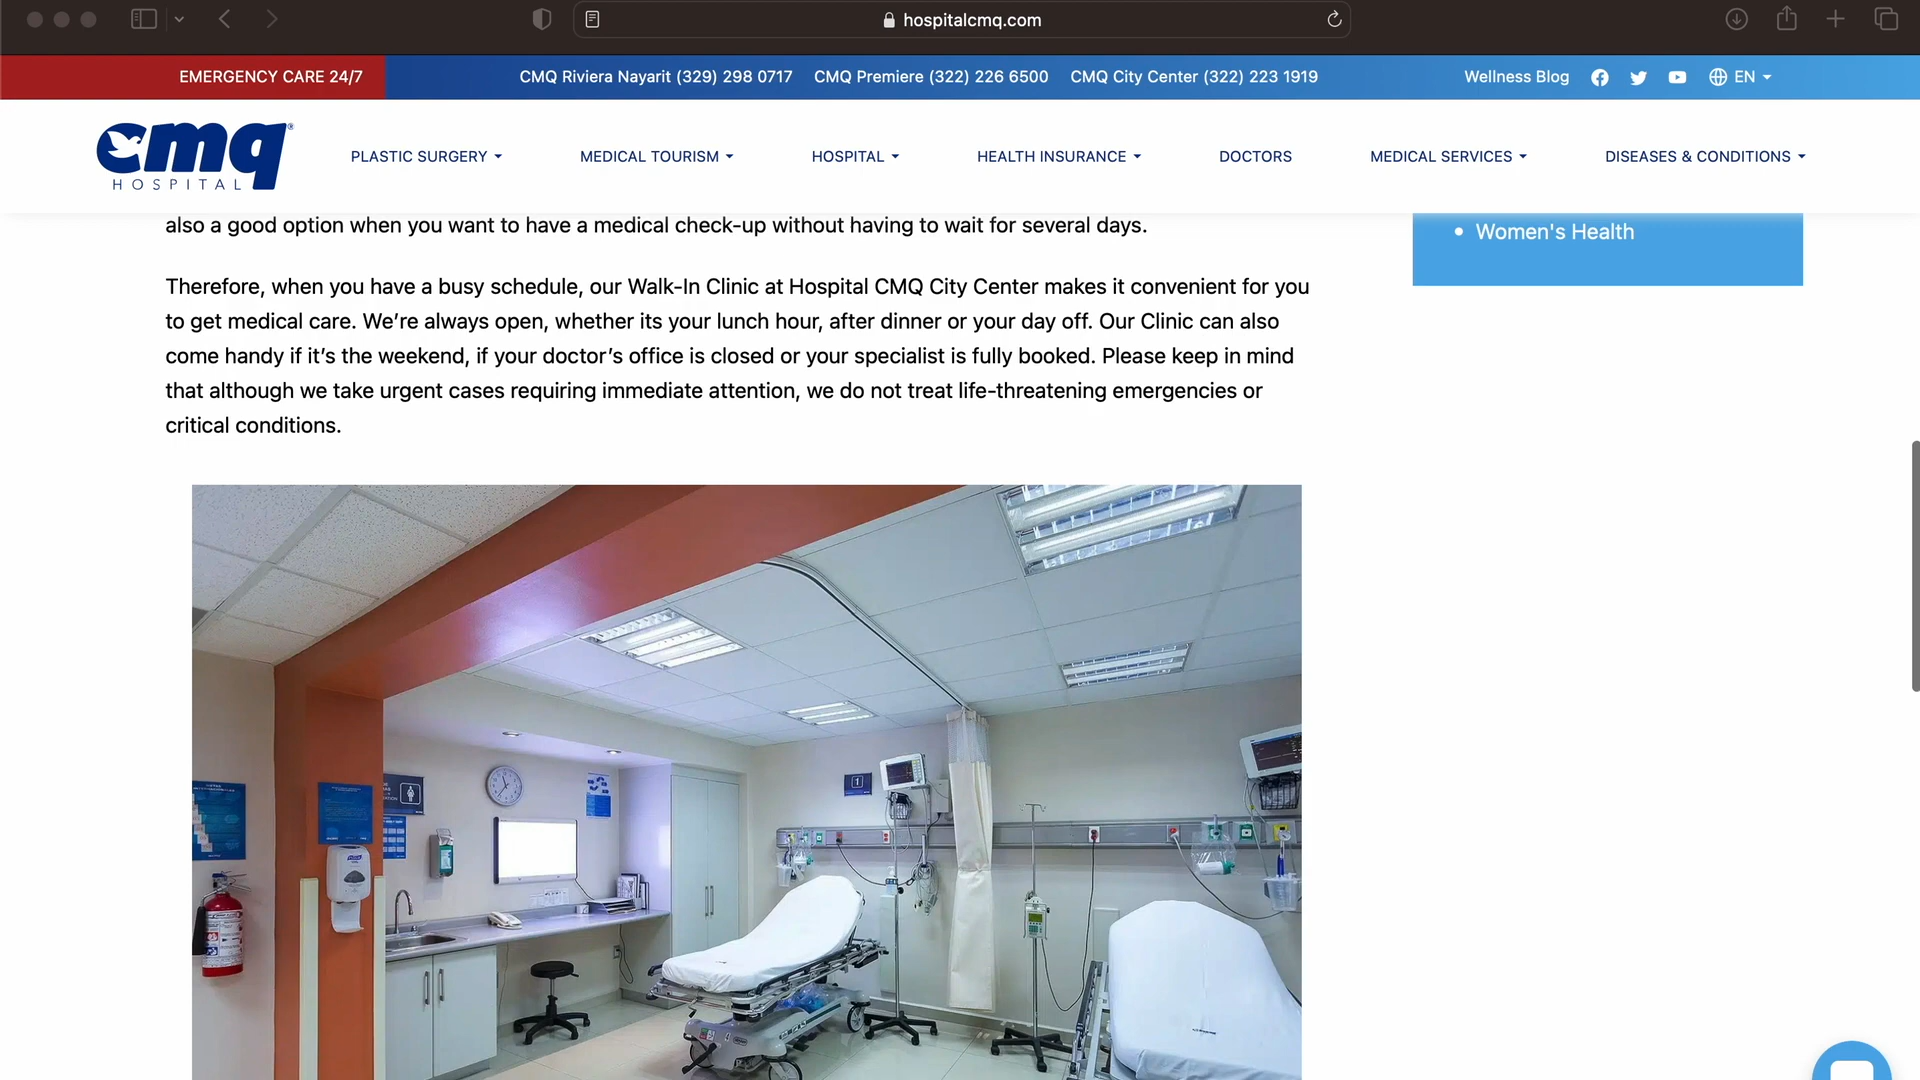 hospitalcmq.com
EMERGENCY CARE 24/7
CMQ Riviera Nayarit (329) 298 0717
CMQ Premiere (322) 226 6500
CMQ City Center (322) 223 1919
Wellness Blog
EN
cmq®
HOSPITAL
PLASTIC SURGERY
MEDICAL TOURISM
HOSPITAL
HEALTH INSURANCE
DOCTORS
MEDICAL SERVICES
DISEASES & CONDITIONS
also a good option when you want to have a medical check-up without having to wait for several days.
• Women's Health
Therefore, when you have a busy schedule, our Walk-In Clinic at Hospital CMQ City Center makes it convenient for you
to get medical care. We’re always open, whether its your lunch hour, after dinner or your day off. Our Clinic can also
come handy if it’s the weekend, if your doctor’s office is closed or your specialist is fully booked. Please keep in mind
that although we take urgent cases requiring immediate attention, we do not treat life-threatening emergencies or
critical conditions.
1